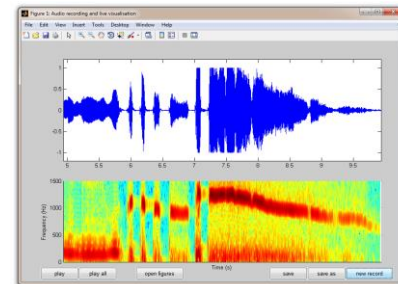 Figure 1: Audio recording and live visualisation
File Edit View Insert Tools Desktop Window Help
1
0.5
0
-0.5
-1
5 5.5 6 6.5 7 7.5 8 8.5 9 9.5
1500
1000
500
0
Frequency (Hz)
Time (s)
play play all open figures save save as new record